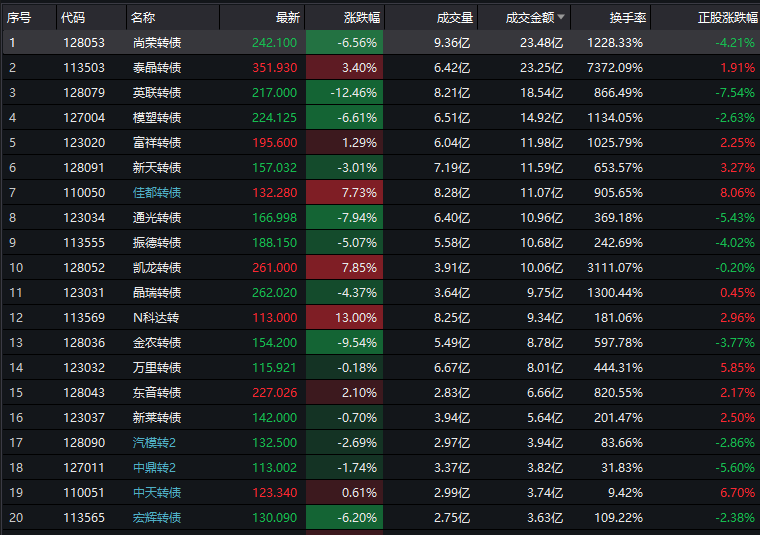 序号 代码 名称 最新 涨跌幅 成交量 成交金额 换手率 正股涨跌幅
1 128053 尚荣转债 242.100 -6.56% 9.36亿 23.48亿 1228.33% -4.21%
2 113503 泰晶转债 351.930 3.40% 6.42亿 23.25亿 7372.09% 1.91%
3 128079 英联转债 217.000 -12.46% 8.21亿 18.54亿 866.49% -7.54%
4 127004 模塑转债 224.125 -6.61% 6.51亿 14.92亿 1134.05% -2.63%
5 123020 富祥转债 195.600 1.29% 6.04亿 11.98亿 1025.79% 2.25%
6 128091 新天转债 157.032 -3.01% 7.19亿 11.59亿 653.57% 3.27%
7 110050 佳都转债 132.280 7.73% 8.28亿 11.07亿 905.65% 8.06%
8 123034 通光转债 166.998 -7.94% 6.40亿 10.96亿 369.18% -5.43%
9 113555 振德转债 188.150 -5.07% 5.58亿 10.68亿 242.69% -4.02%
10 128052 凯龙转债 261.000 7.85% 3.91亿 10.06亿 3111.07% -0.20%
11 123031 晶瑞转债 262.020 -4.37% 3.64亿 9.75亿 1300.44% 0.45%
12 113569 N科达转 113.000 13.00% 8.25亿 9.34亿 181.06% 2.96%
13 128036 金农转债 154.200 -9.54% 5.49亿 8.78亿 597.78% -3.77%
14 123032 万里转债 115.921 -0.18% 6.67亿 8.01亿 444.31% 5.85%
15 128043 东音转债 227.026 2.10% 2.83亿 6.66亿 820.55% 2.17%
16 123037 新莱转债 142.000 -0.70% 3.94亿 5.64亿 201.47% 2.50%
17 128090 汽模转2 132.500 -2.69% 2.97亿 3.94亿 83.66% -2.86%
18 127011 中鼎转2 113.002 -1.74% 3.37亿 3.82亿 31.83% -5.60%
19 110051 中天转债 123.340 0.61% 2.99亿 3.74亿 9.42% 6.70%
20 113565 宏辉转债 130.090 -6.20% 2.75亿 3.63亿 109.22% -2.38%